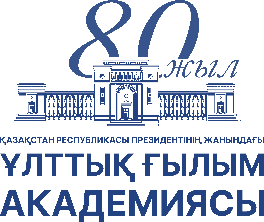 80 жыл
ҚАЗАҚСТАН РЕСПУБЛИКАСЫ ПРЕЗИДЕНТІНІҢ ЖАНЫНДАҒЫ
ҰЛТТЫҚ ҒЫЛЫМ
АКАДЕМИЯСЫ